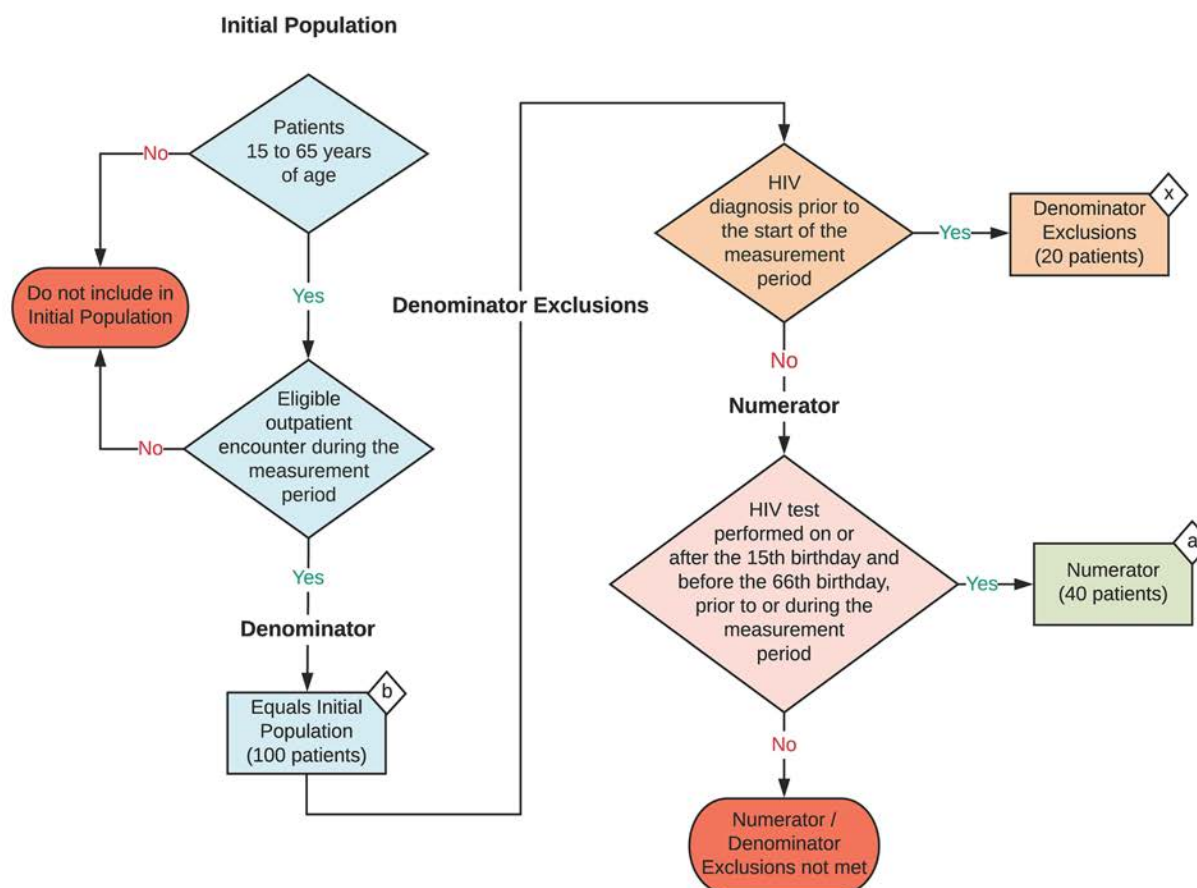 Initial Population
Patients
15 to 65 years
of age
No
Yes
Do not include in
Initial Population
Eligible
outpatient
encounter during the
measurement
period
No
Yes
Denominator
b
Equals Initial
Population
(100 patients)
Denominator Exclusions
HIV
diagnosis prior to
the start of the
measurement
period
Yes
x
Denominator
Exclusions
(20 patients)
No
Numerator
HIV test
performed on or
after the 15th birthday and
before the 66th birthday,
prior to or during the
measurement
period
Yes
a
Numerator
(40 patients)
No
Numerator /
Denominator
Exclusions not met